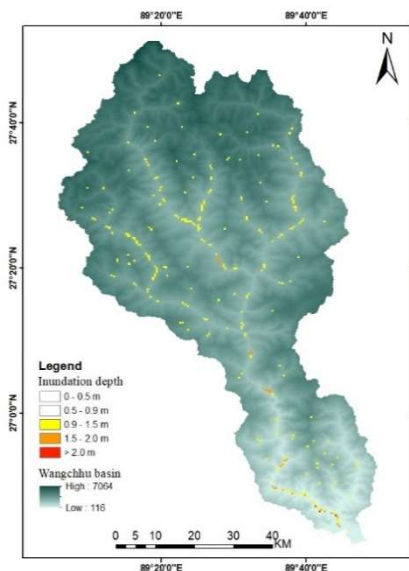 89°20'0"E 89°40'0"E
N
27°40'0"N
27°20'0"N
27°0'0"N
Legend
Inundation depth
0 - 0.5 m
0.5 - 0.9 m
0.9 - 1.5 m
1.5 - 2.0 m
> 2.0 m
Wangchhu basin
High : 7064
Low : 116
0 5 10 20 30 40
KM
89°20'0"E 89°40'0"E